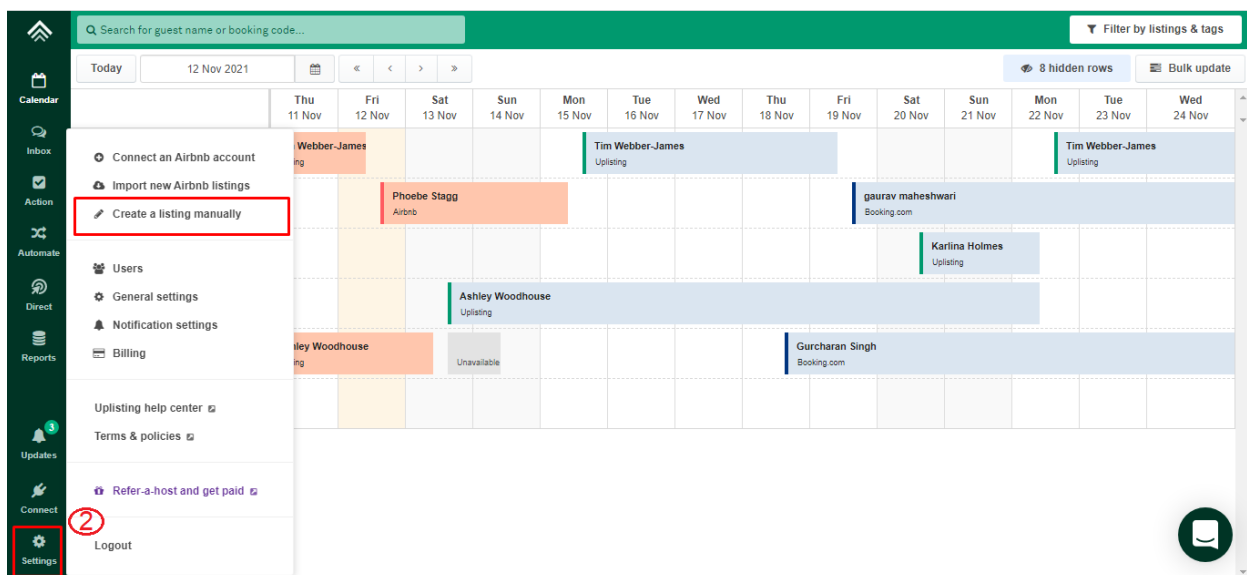 Search for guest name or booking code...
Filter by listings & tags
Today
12 Nov 2021
« ‹ › »
8 hidden rows
Bulk update
Calendar
Inbox
Action
Automate
Direct
Reports
3
Updates
Connect
Settings
Thu Fri Sat Sun Mon Tue Wed Thu Fri Sat Sun Mon Tue Wed
11 Nov 12 Nov 13 Nov 14 Nov 15 Nov 16 Nov 17 Nov 18 Nov 19 Nov 20 Nov 21 Nov 22 Nov 23 Nov 24 Nov
Connect an Airbnb account
Import new Airbnb listings
Create a listing manually
Users
General settings
Notification settings
Billing
Uplisting help center
Terms & policies
Refer-a-host and get paid
2
Logout
Webber-James
ing
Tim Webber-James
Uplisting
Tim Webber-James
Uplisting
Phoebe Stagg
Airbnb
gaurav maheshwari
Booking.com
Karlina Holmes
Uplisting
Ashley Woodhouse
Uplisting
hley Woodhouse
ing
Unavailable
Gurcharan Singh
Booking.com